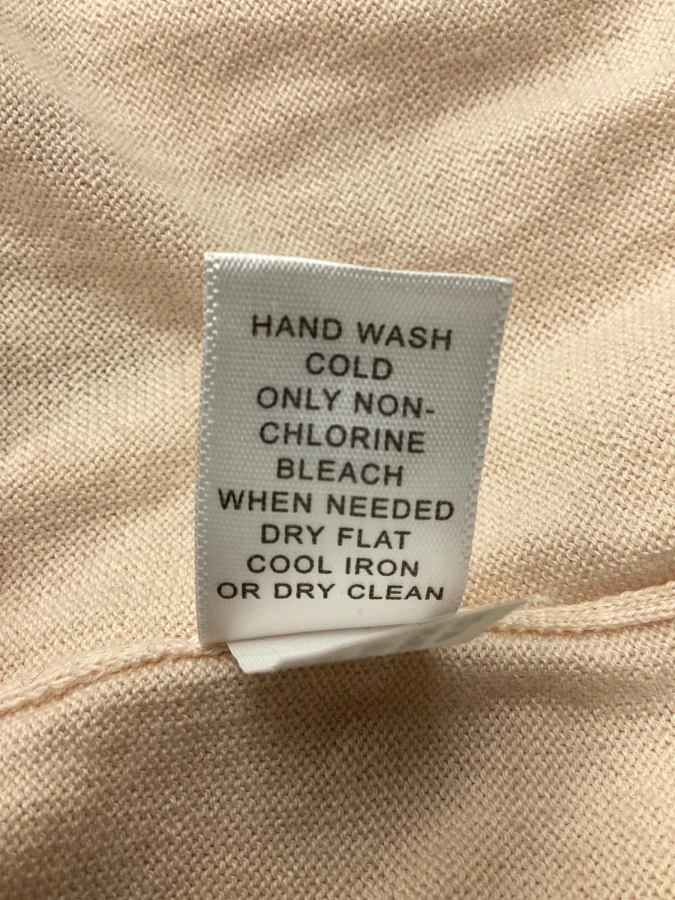 HAND WASH
COLD
ONLY NON-
CHLORINE
BLEACH
WHEN NEEDED
DRY FLAT
COOL IRON
OR DRY CLEAN